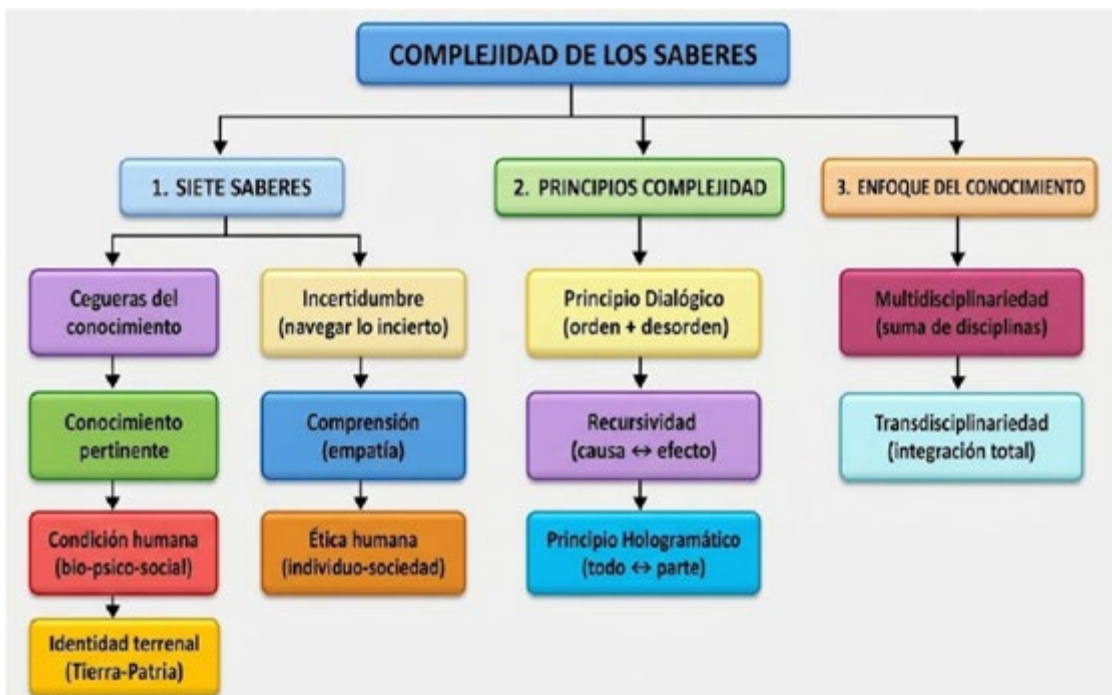 COMPLEJIDAD DE LOS SABERES
1. SIETE SABERES
2. PRINCIPIOS COMPLEJIDAD
3. ENFOQUE DEL CONOCIMIENTO
Cegueras del
conocimiento
Incertidumbre
(navegar lo incierto)
Principio Dialógico
(orden + desorden)
Multidisciplinariedad
(suma de disciplinas)
Conocimiento
pertinente
Comprensión
(empatía)
Recursividad
(causa ↔ efecto)
Transdisciplinariedad
(integración total)
Condición humana
(bio-psico-social)
Ética humana
(individuo-sociedad)
Principio Hologramático
(todo ↔ parte)
Identidad terrenal
(Tierra-Patria)